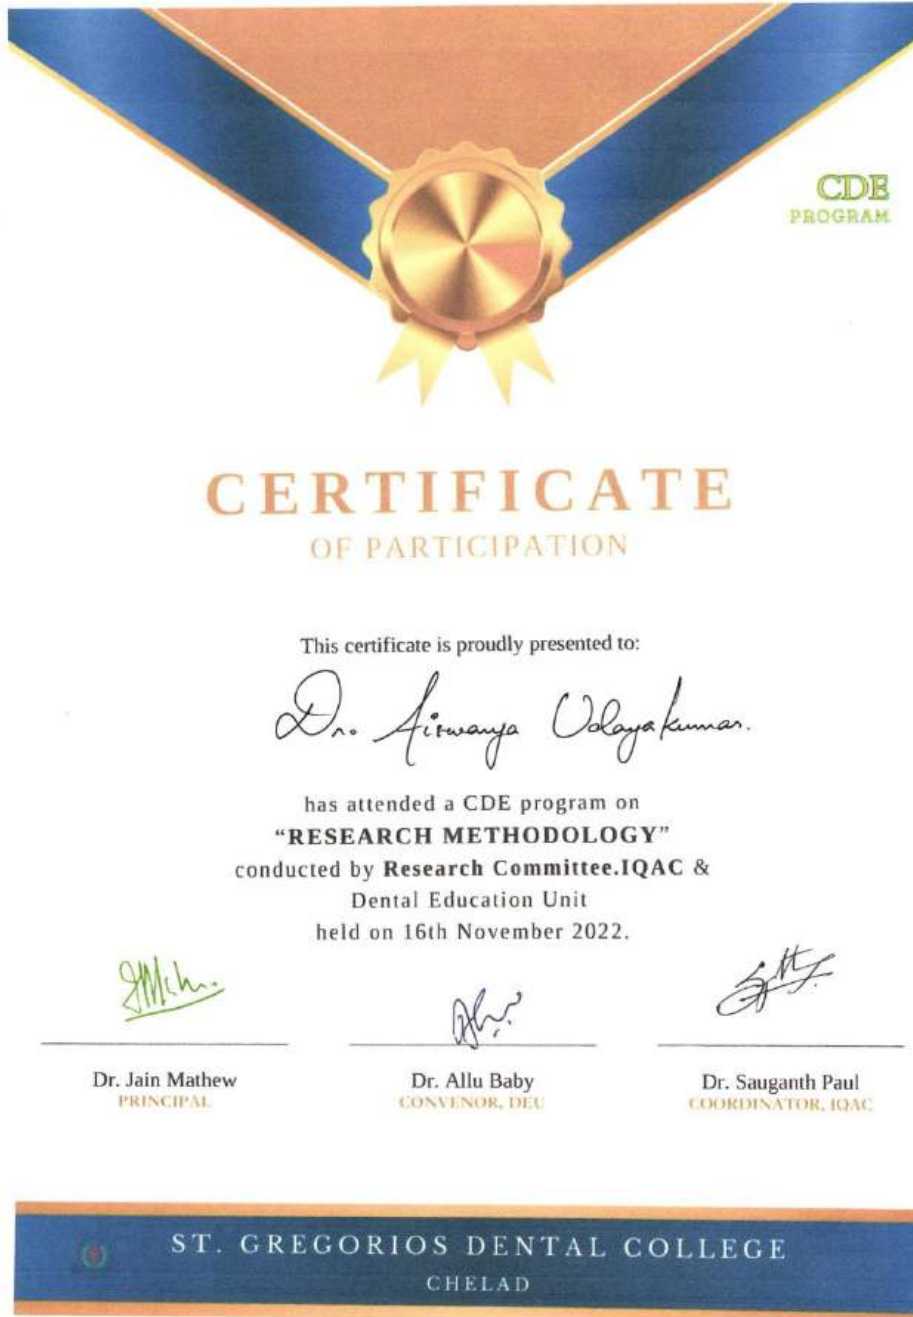 CDE
PROGRAM
CERTIFICATE
OF PARTICIPATION
This certificate is proudly presented to:
Dr. Aiswarya Udayakumar.
has attended a CDE program on
“RESEARCH METHODOLOGY”
conducted by Research Committee.IQAC &
Dental Education Unit
held on 16th November 2022.
Dr. Jain Mathew
PRINCIPAL
Dr. Allu Baby
CONVENOR, DEU
Dr. Sauganth Paul
COORDINATOR, IQAC
ST. GREGORIOS DENTAL COLLEGE
CHELAD